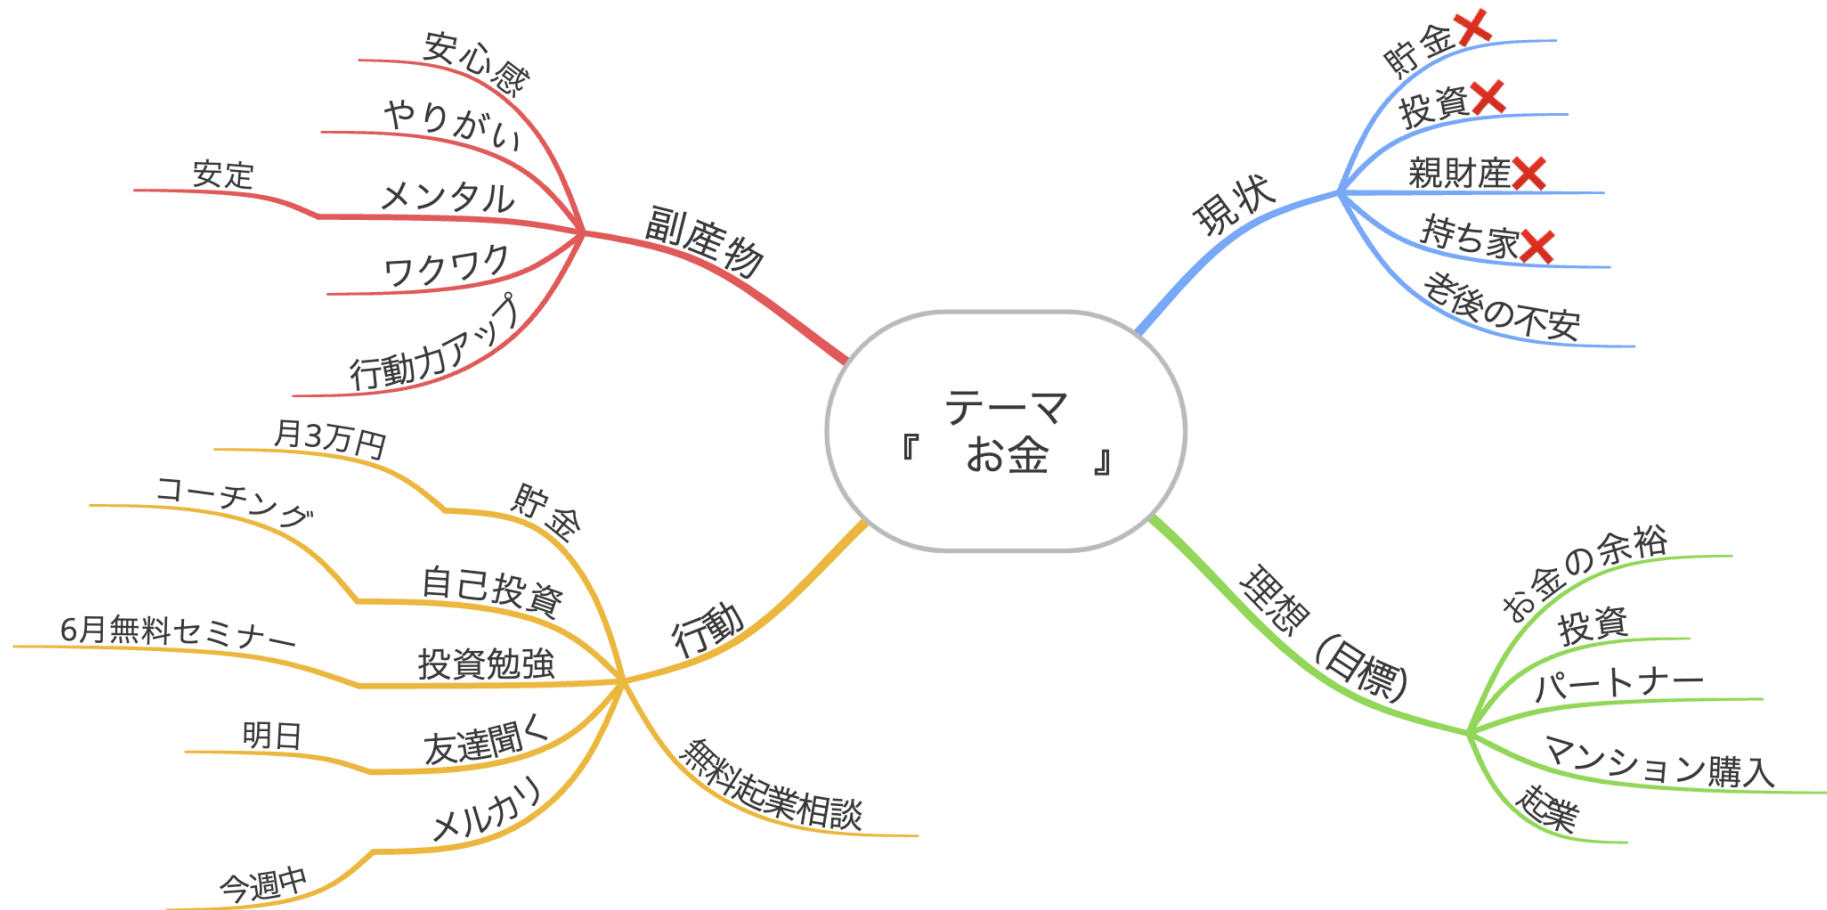 テーマ
『　お金　』
現状
貯金❌
投資❌
親財産❌
持ち家❌
老後の不安
理想（目標）
お金の余裕
投資
パートナー
マンション購入
起業
行動
貯金
月3万円
自己投資
コーチング
投資勉強
6月無料セミナー
友達聞く
明日
メルカリ
今週中
無料起業相談
副産物
安心感
やりがい
メンタル
安定
ワクワク
行動力アップ